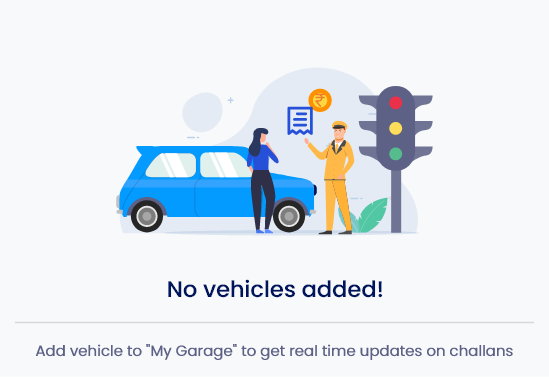 No vehicles added!
Add vehicle to "My Garage" to get real time updates on challans